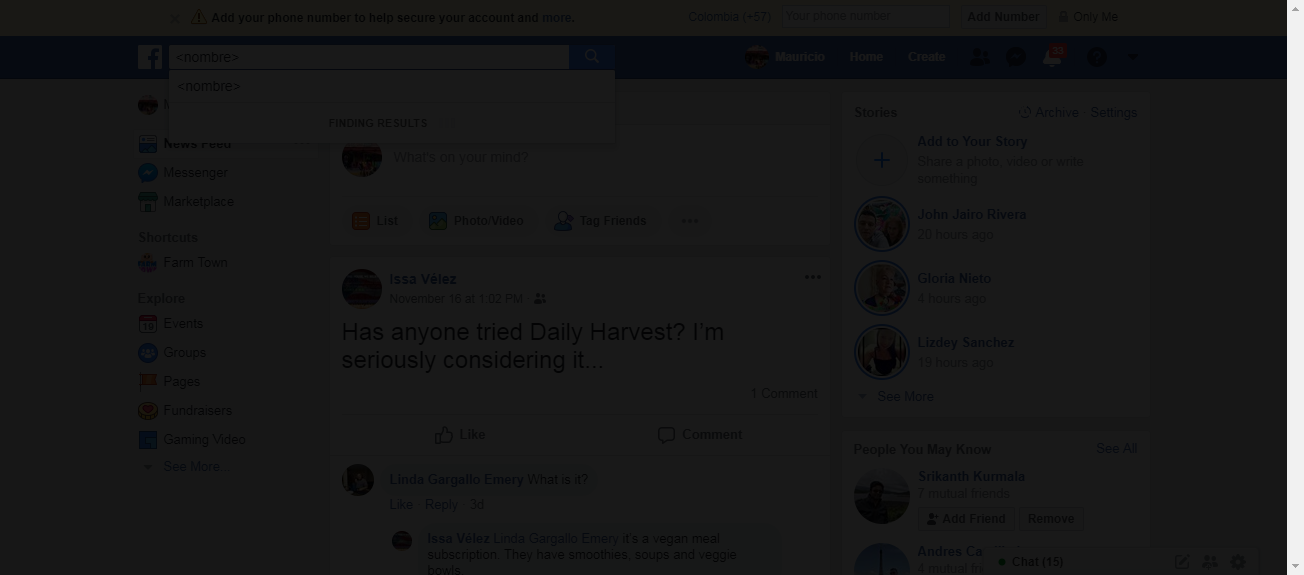 Add your phone number to help secure your account and more.
Colombia (+57)
Your phone number
Add Number
Only Me
<nombre>
Mauricio
Home
Create
33
<nombre>
FINDING RESULTS
M
News Feed
Messenger
Marketplace
Shortcuts
Farm Town
Explore
19
Events
Groups
Pages
Fundraisers
Gaming Video
See More...
What's on your mind?
List
Photo/Video
Tag Friends
Issa Vélez
November 16 at 1:02 PM ·
Has anyone tried Daily Harvest? I'm
seriously considering it...
1 Comment
Like
Comment
Linda Gargallo Emery What is it?
Like · Reply · 3d
Issa Vélez Linda Gargallo Emery it's a vegan meal
subscription. They have smoothies, soups and veggie
bowls.
Stories
Archive · Settings
Add to Your Story
Share a photo, video or write
something
John Jairo Rivera
20 hours ago
Gloria Nieto
4 hours ago
Lizdey Sanchez
19 hours ago
See More
People You May Know
See All
Srikanth Kurmala
7 mutual friends
Add Friend
Remove
Andres Ca
4 mutual fri
Chat (15)